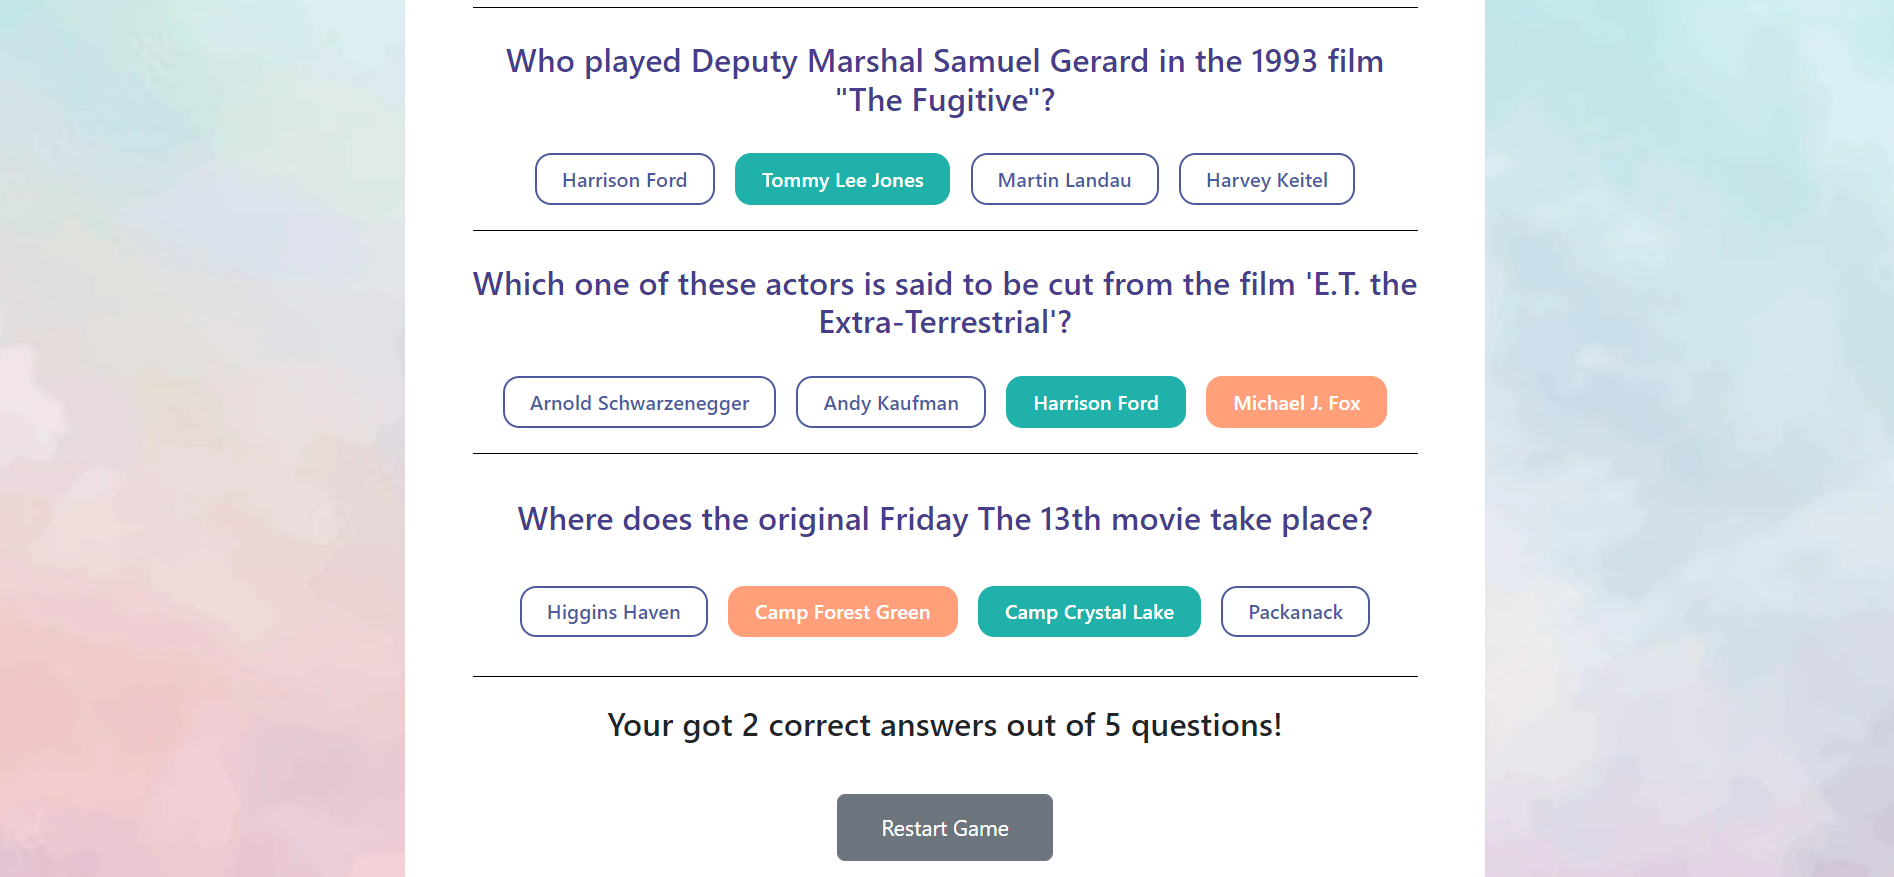 Who played Deputy Marshal Samuel Gerard in the 1993 film
"The Fugitive"?
Harrison Ford
Tommy Lee Jones
Martin Landau
Harvey Keitel
Which one of these actors is said to be cut from the film 'E.T. the
Extra-Terrestrial'?
Arnold Schwarzenegger
Andy Kaufman
Harrison Ford
Michael J. Fox
Where does the original Friday The 13th movie take place?
Higgins Haven
Camp Forest Green
Camp Crystal Lake
Packanack
Your got 2 correct answers out of 5 questions!
Restart Game
freepik